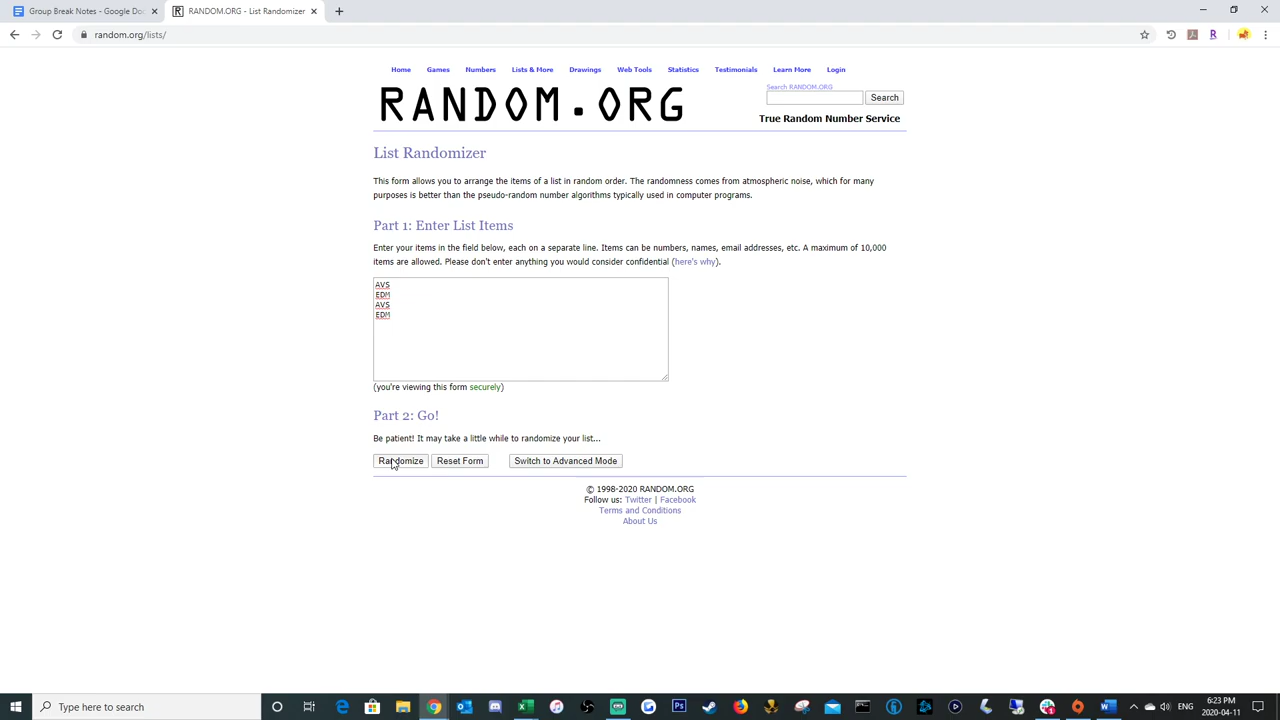 Group Break Notes - Google Doc
RANDOM.ORG - List Randomizer
random.org/lists/
Home Games Numbers Lists & More Drawings Web Tools Statistics Testimonials Learn More Login
RANDOM.ORG
Search RANDOM.ORG
Search
True Random Number Service
List Randomizer
This form allows you to arrange the items of a list in random order. The randomness comes from atmospheric noise, which for many
purposes is better than the pseudo-random number algorithms typically used in computer programs.
Part 1: Enter List Items
Enter your items in the field below, each on a separate line. Items can be numbers, names, email addresses, etc. A maximum of 10,000
items are allowed. Please don't enter anything you would consider confidential (here's why).
AVS
EDM
AVS
EDM
(you're viewing this form securely)
Part 2: Go!
Be patient! It may take a little while to randomize your list...
Randomize Reset Form Switch to Advanced Mode
© 1998-2020 RANDOM.ORG
Follow us: Twitter | Facebook
Terms and Conditions
About Us
Type here to search
ENG
6:23 PM
2020-04-11